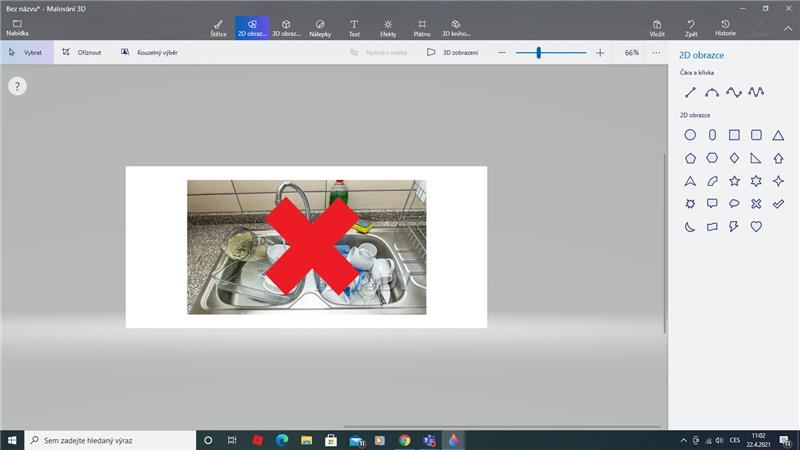 Bez názvu* - Malování 3D
Nabídka
Štětce
2D obraz...
3D obraz...
Nálepky
Text
Efekty
Plátno
3D kniho...
Vložit
Zpět
Historie
Vybrat
Oříznout
Kouzelný výběr
Hybridní realita
3D zobrazení
66%
2D obrazce
Čára a křivka
2D obrazce
?
Sem zadejte hledaný výraz
11
CES
11:02
22.4.2021